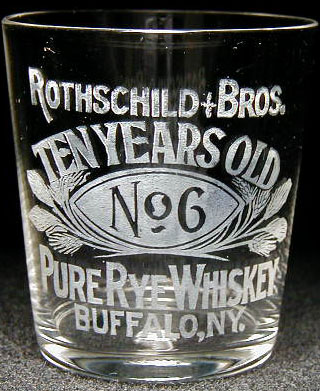 ROTHSCHILD & BROS.
TEN YEARS OLD
No 6
PURE RYE WHISKEY.
BUFFALO, NY.